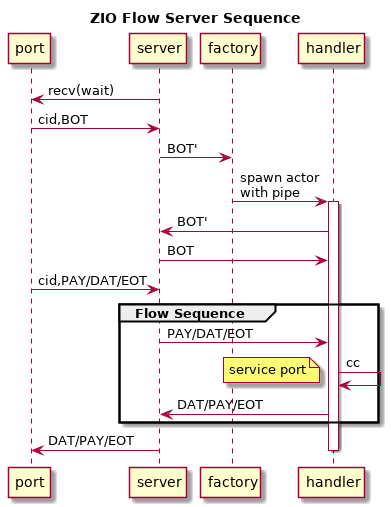 ZIO Flow Server Sequence
port server factory handler
recv(wait)
cid,BOT
BOT'
spawn actor
with pipe
BOT'
BOT
cid,PAY/DAT/EOT
Flow Sequence
PAY/DAT/EOT
service port
cc
DAT/PAY/EOT
DAT/PAY/EOT
port server factory handler